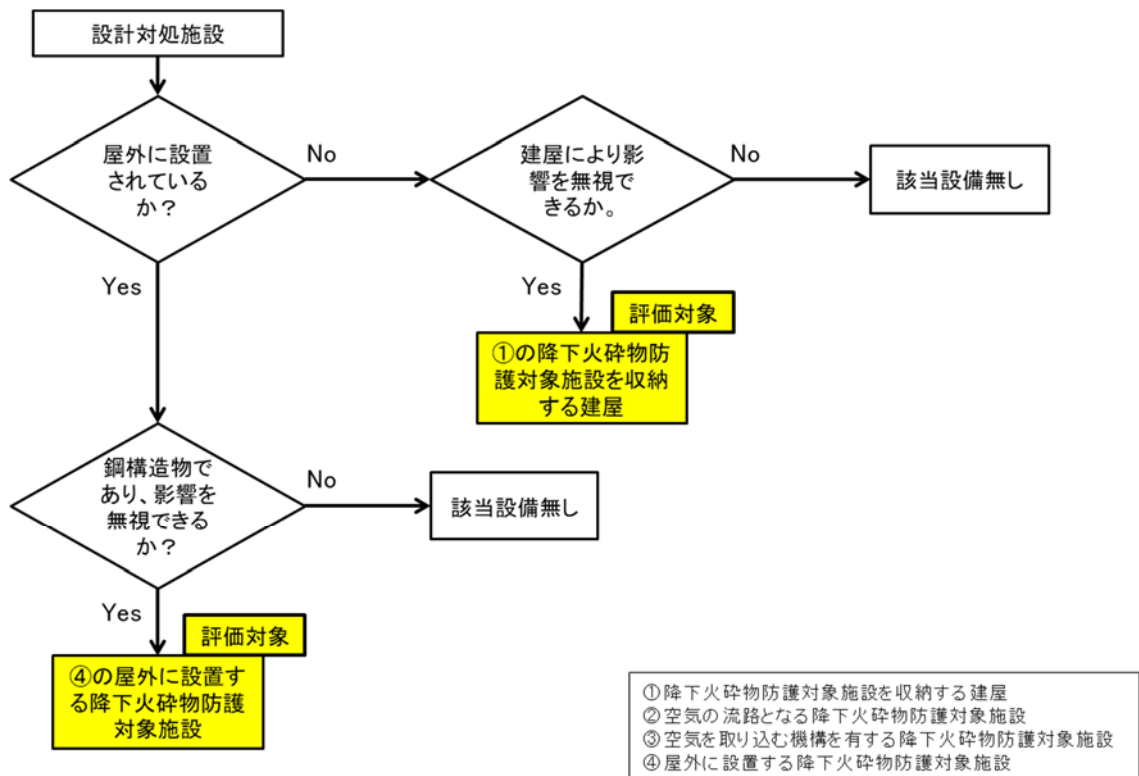 設計対処施設
屋外に設置
されている
か？
No
建屋により影
響を無視で
きるか。
No
該当設備無し
Yes
Yes
評価対象
①の降下火砕物防
護対象施設を収納
する建屋
鋼構造物で
あり、影響を
無視できる
か？
No
該当設備無し
Yes
評価対象
④の屋外に設置す
る降下火砕物防護
対象施設
①降下火砕物防護対象施設を収納する建屋
②空気の流路となる降下火砕物防護対象施設
③空気を取り込む機構を有する降下火砕物防護対象施設
④屋外に設置する降下火砕物防護対象施設